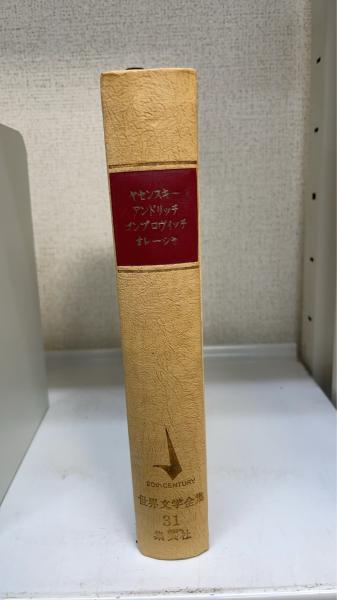 ヤセンスキー
アンドリッチ
ゴンブロヴィッチ
オレーシャ
20th CENTURY
世界文学全集
31
集英社